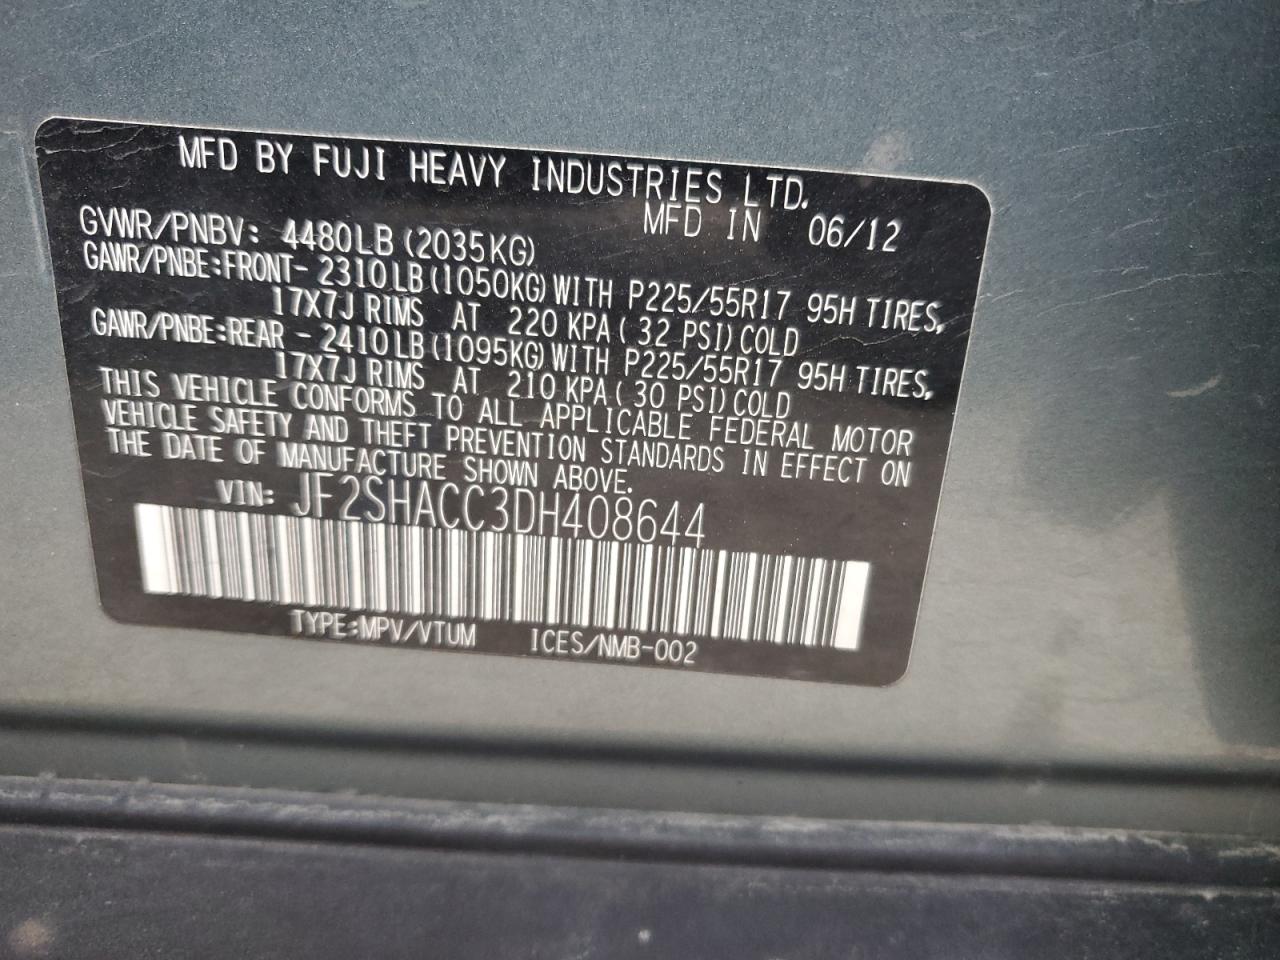 MFD BY FUJI HEAVY INDUSTRIES LTD.
MFD IN 06/12
GVWR/PNBV: 4480LB (2035KG)
GAWR/PNBE:FRONT- 2310LB(1050KG)WITH P225/55R17 95H TIRES,
17X7J RIMS AT 220 KPA( 32 PSI)COLD
GAWR/PNBE:REAR - 2410LB(1095KG)WITH P225/55R17 95H TIRES,
17X7J RIMS AT 210 KPA( 30 PSI)COLD
THIS VEHICLE CONFORMS TO ALL APPLICABLE FEDERAL MOTOR
VEHICLE SAFETY AND THEFT PREVENTION STANDARDS IN EFFECT ON
THE DATE OF MANUFACTURE SHOWN ABOVE.
VIN: JF2SHACC3DH408644
TYPE:MPV/VTUM ICES/NMB-002